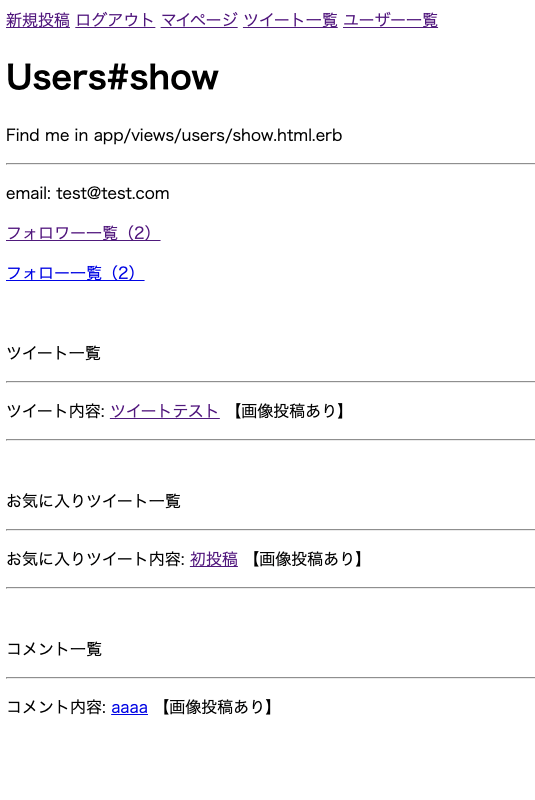 新規投稿 ログアウト マイページ ツイート一覧 ユーザー一覧
Users#show
Find me in app/views/users/show.html.erb
email: test@test.com
フォロワー一覧（2）
フォロー一覧（2）
ツイート一覧
ツイート内容: ツイートテスト 【画像投稿あり】
お気に入りツイート一覧
お気に入りツイート内容: 初投稿 【画像投稿あり】
コメント一覧
コメント内容: aaaa 【画像投稿あり】